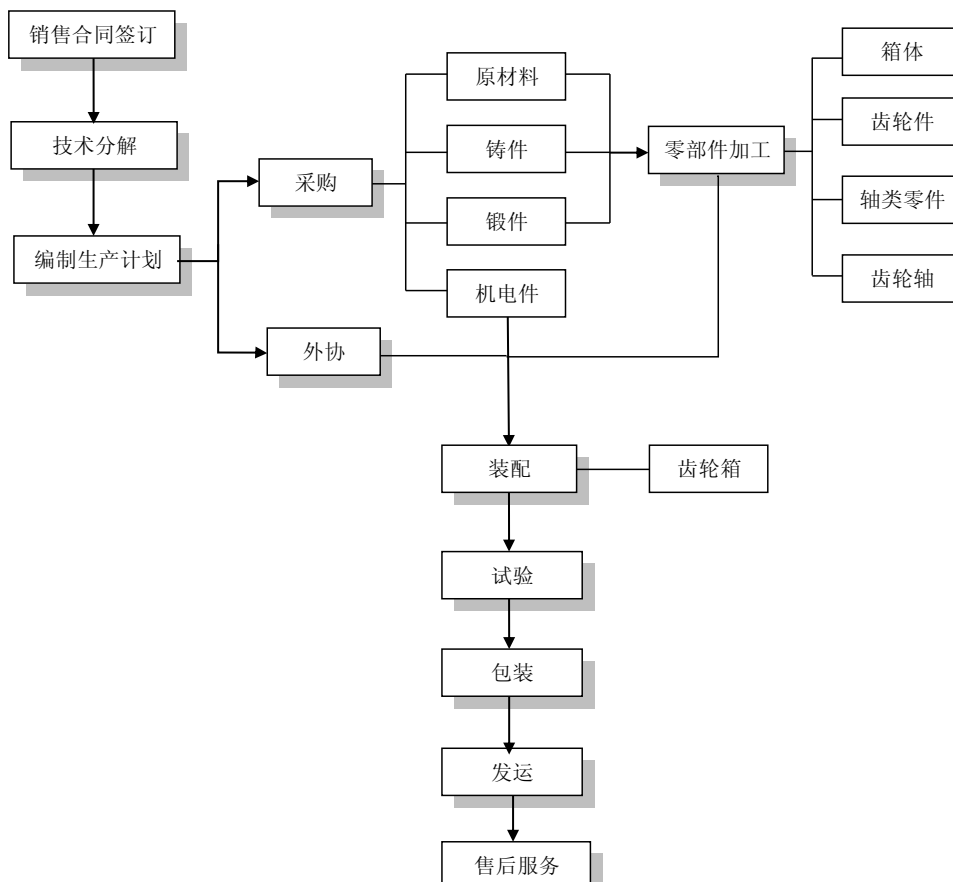 销售合同签订
技术分解
编制生产计划
采购
外协
原材料
铸件
锻件
机电件
零部件加工
箱体
齿轮件
轴类零件
齿轮轴
装配
齿轮箱
试验
包装
发运
售后服务